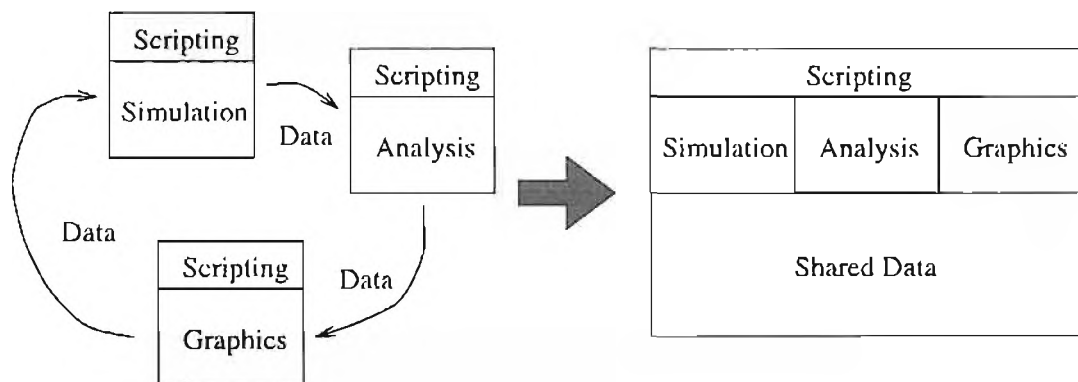 Scripting
Simulation
Data
Scripting
Analysis
Data
Scripting
Graphics
Data
Scripting
Simulation
Analysis
Graphics
Shared Data